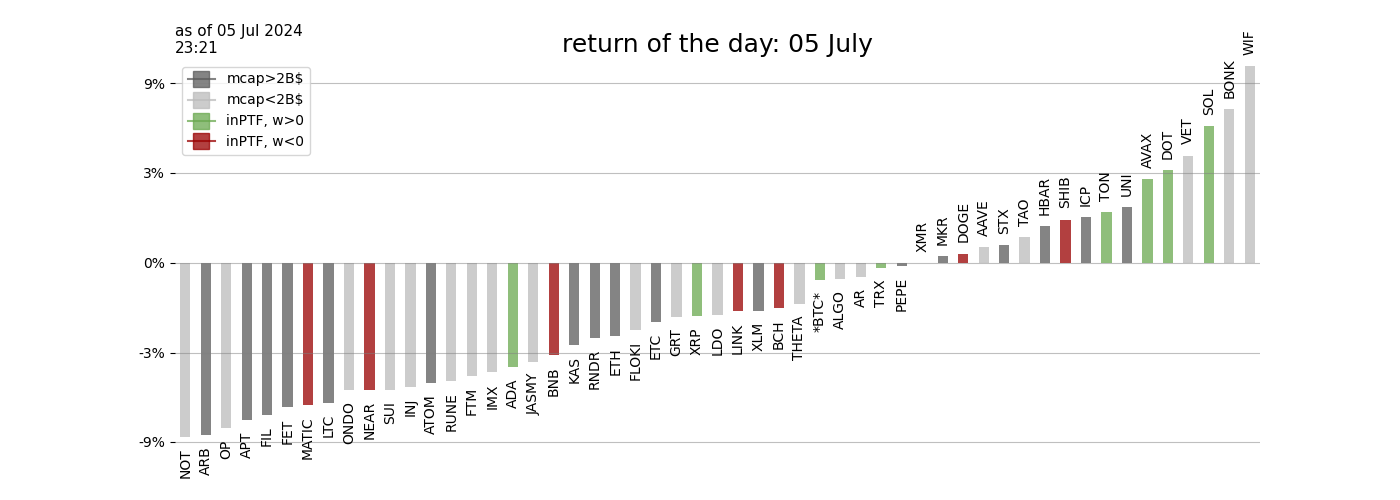 as of 05 Jul 2024
23:21
return of the day: 05 July
mcap>2B$
mcap<2B$
inPTF, w>0
inPTF, w<0
9%
3%
0%
-3%
-9%
NOT
ARB
OP
APT
FIL
FET
MATIC
LTC
ONDO
NEAR
SUI
INJ
ATOM
RUNE
FTM
IMX
ADA
JASMY
BNB
KAS
RNDR
ETH
FLOKI
ETC
GRT
XRP
LDO
LINK
XLM
BCH
THETA
*BTC*
ALGO
AR
TRX
PEPE
XMR
MKR
DOGE
AAVE
STX
TAO
HBAR
SHIB
ICP
TON
UNI
AVAX
DOT
VET
SOL
BONK
WIF